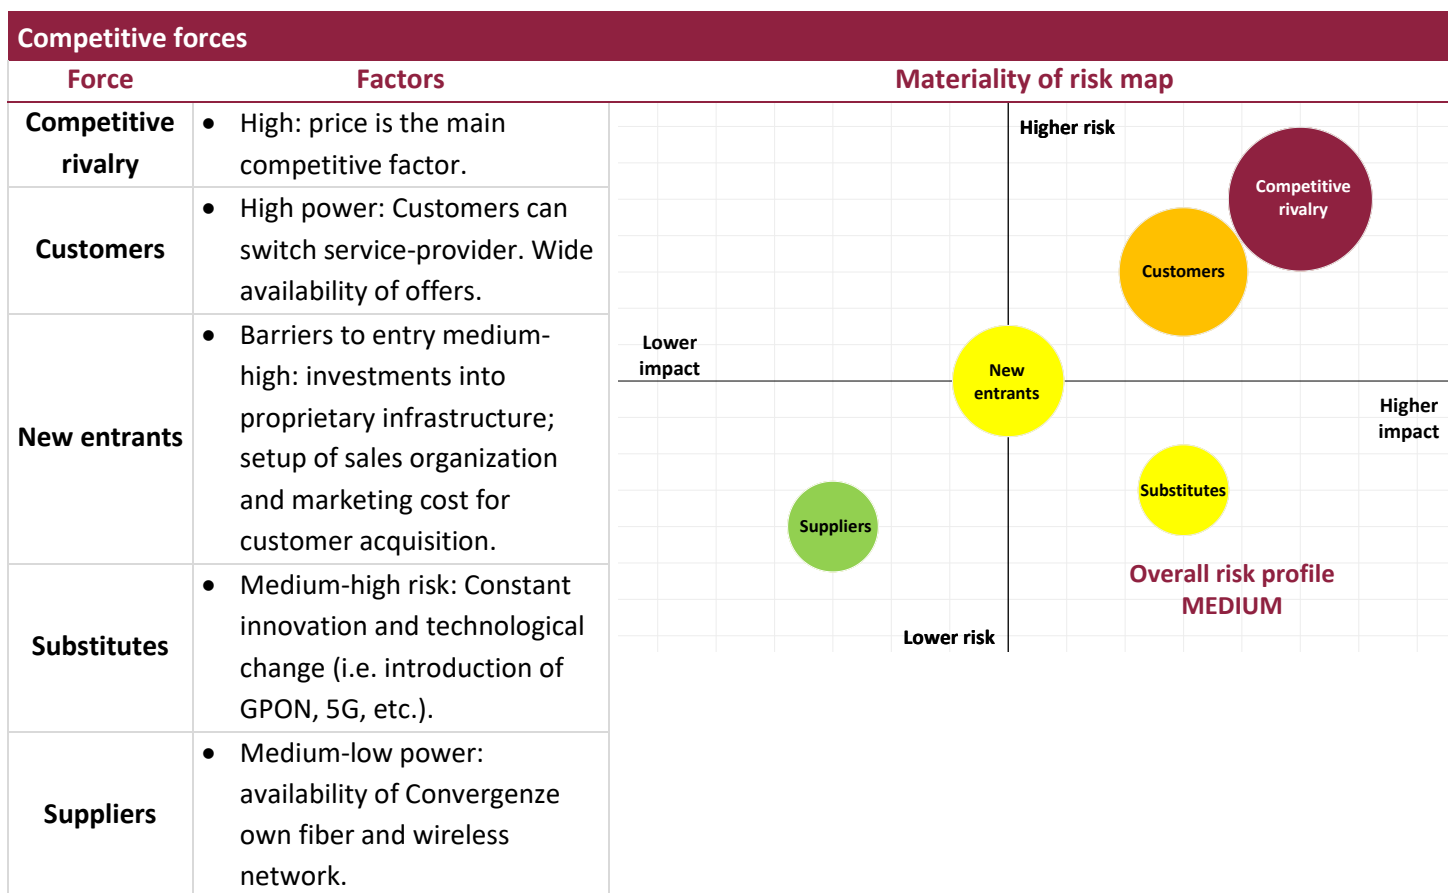 Competitive forces
Force
Factors
Materiality of risk map
Competitive
rivalry
• High: price is the main
competitive factor.
Customers
• High power: Customers can
switch service-provider. Wide
availability of offers.
New entrants
• Barriers to entry medium-
high: investments into
proprietary infrastructure;
setup of sales organization
and marketing cost for
customer acquisition.
Substitutes
• Medium-high risk: Constant
innovation and technological
change (i.e. introduction of
GPON, 5G, etc.).
Suppliers
• Medium-low power:
availability of Convergenze
own fiber and wireless
network.
Higher risk
Competitive
rivalry
Customers
Lower
impact
New
entrants
Higher
impact
Substitutes
Suppliers
Overall risk profile
MEDIUM
Lower risk